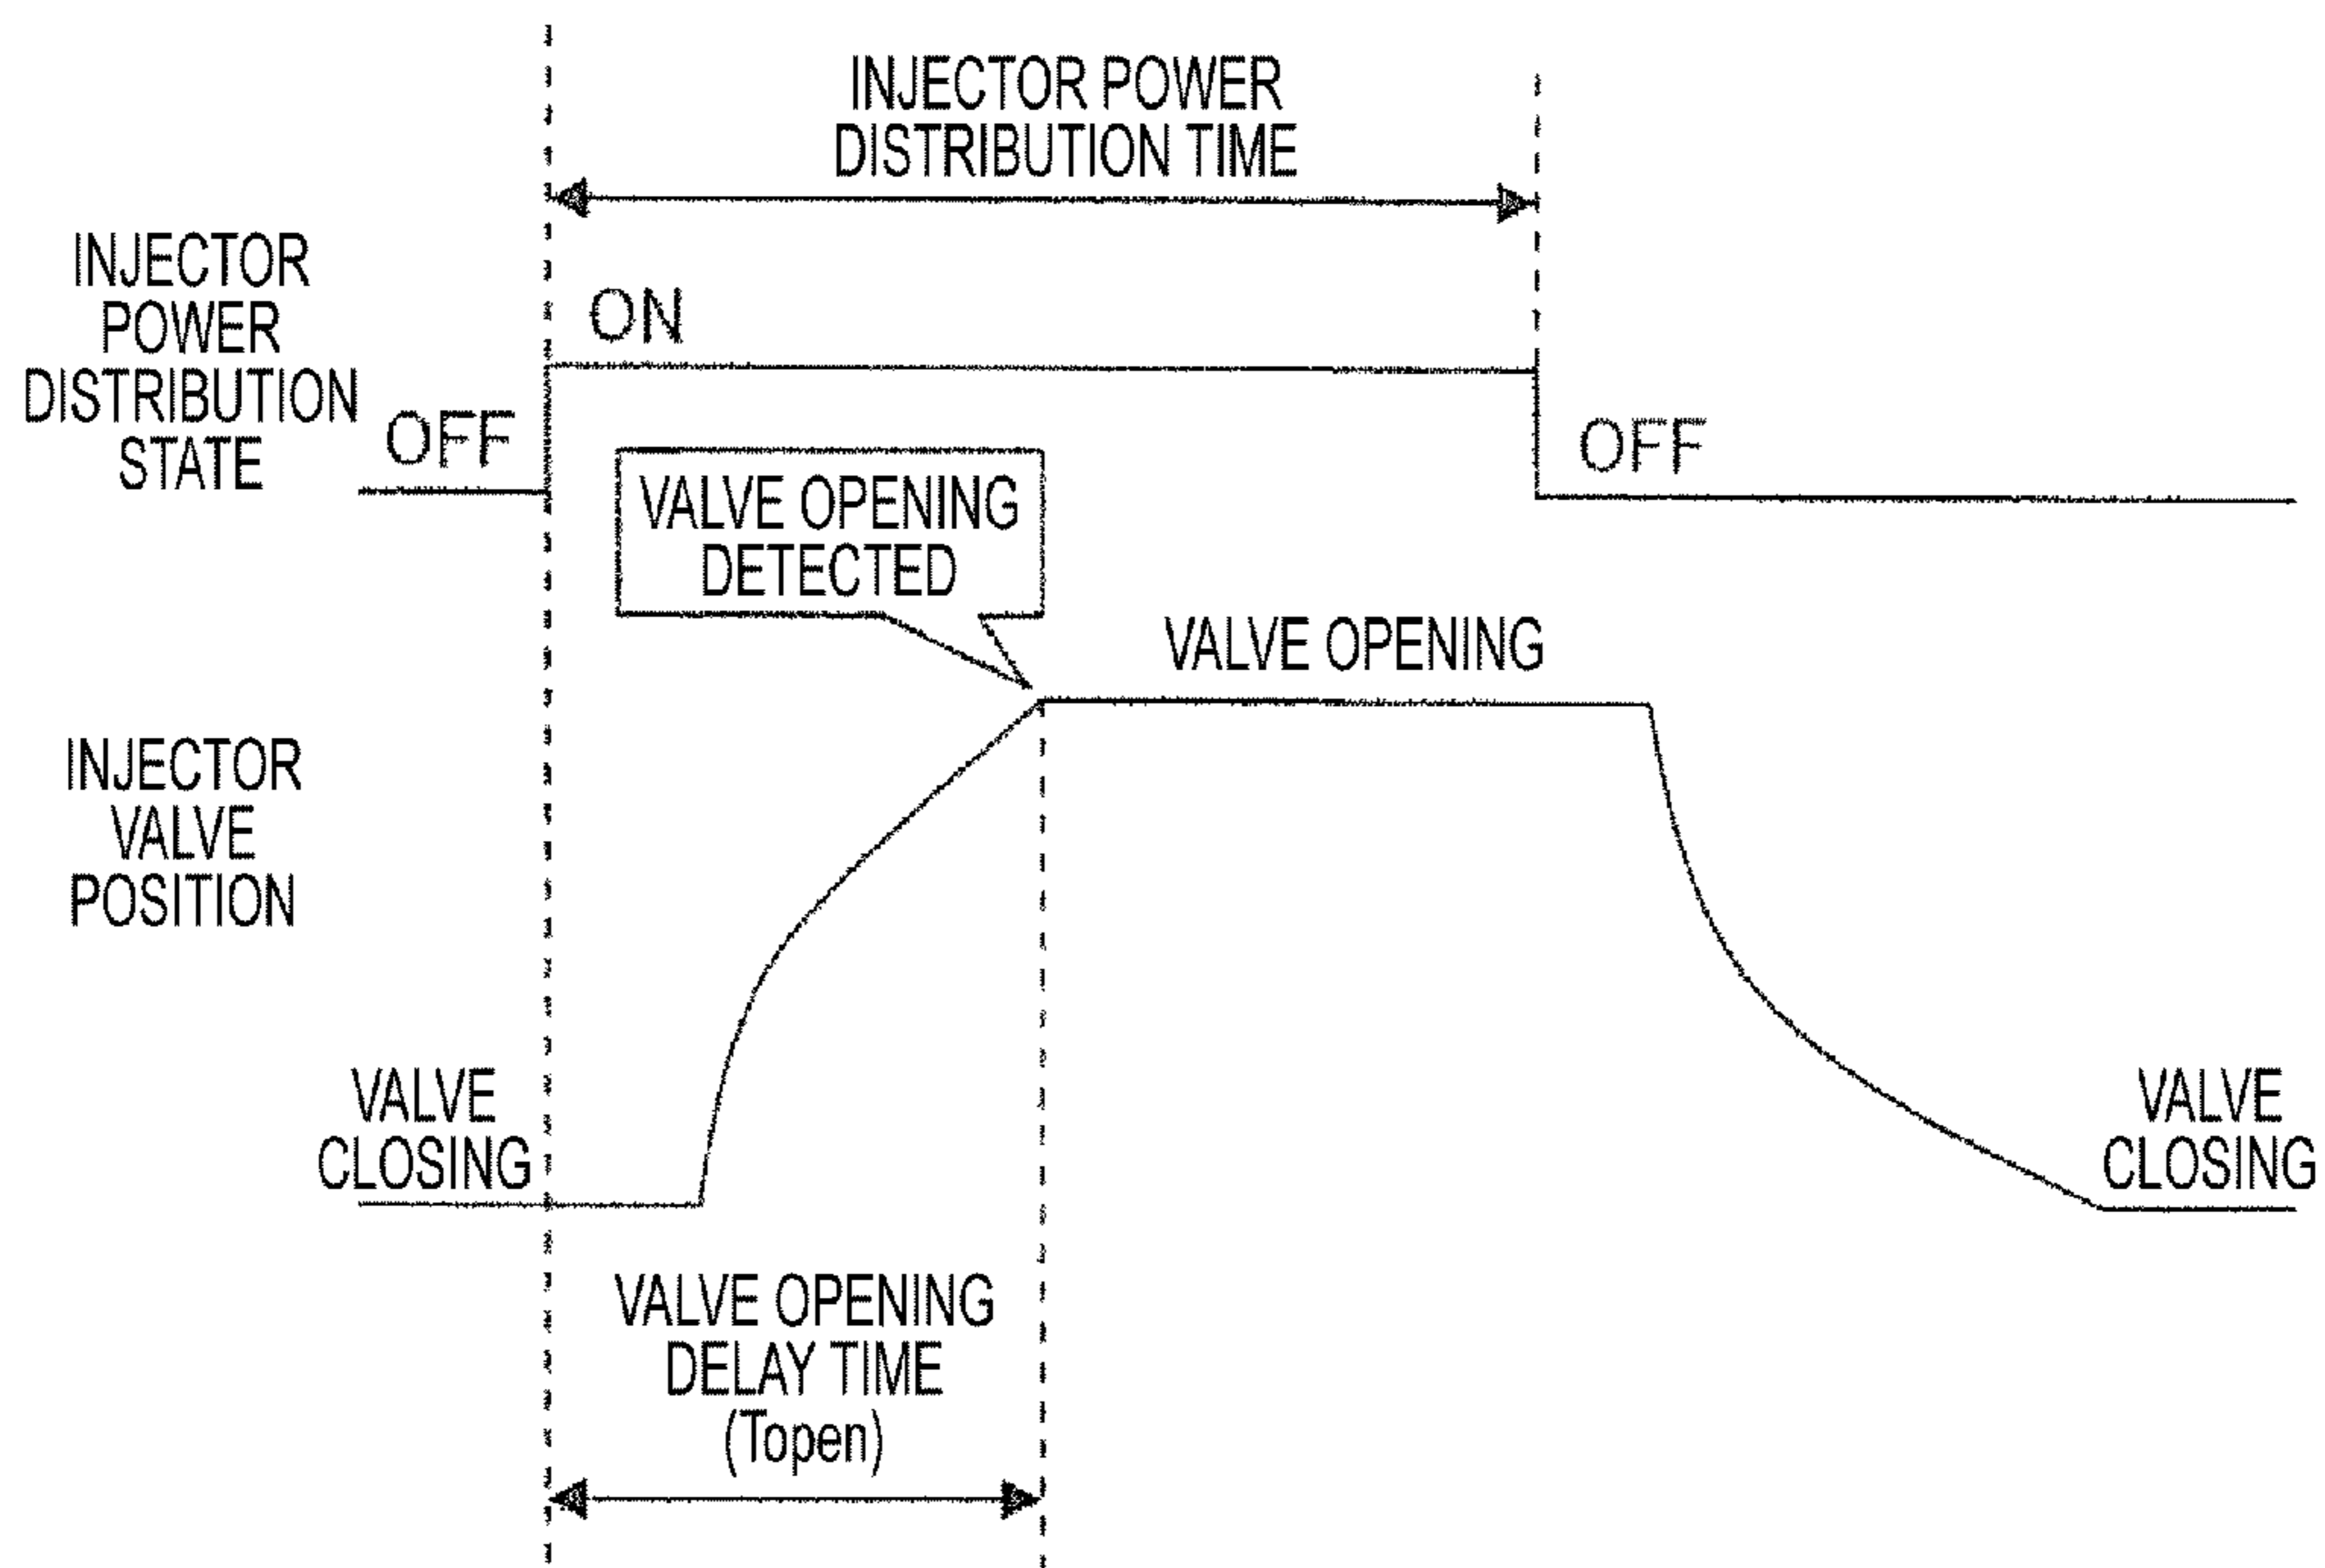 INJECTOR POWER
DISTRIBUTION TIME
INJECTOR
POWER
DISTRIBUTION
STATE
OFF
ON
OFF
VALVE OPENING
DETECTED
VALVE OPENING
INJECTOR
VALVE
POSITION
VALVE
CLOSING
VALVE
CLOSING
VALVE OPENING
DELAY TIME
(Topen)